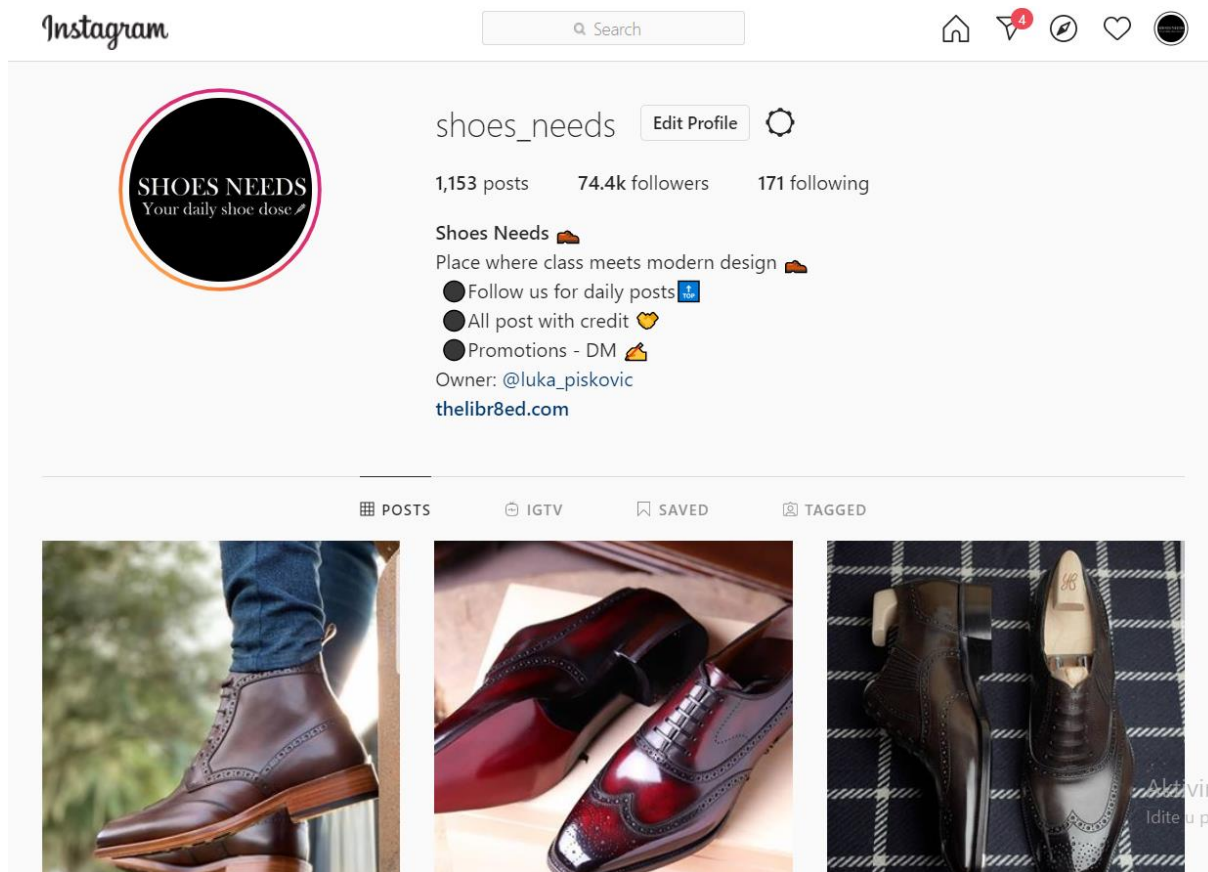 Instagram
Search
4
SHOES NEEDS
Your daily shoe dose
shoes_needs Edit Profile
1,153 posts 74.4k followers 171 following
Shoes Needs
Place where class meets modern design
Follow us for daily posts
TOP
All post with credit
Promotions - DM
Owner: @luka_piskovic
thelibr8ed.com
POSTS IGTV SAVED TAGGED
Idite u p